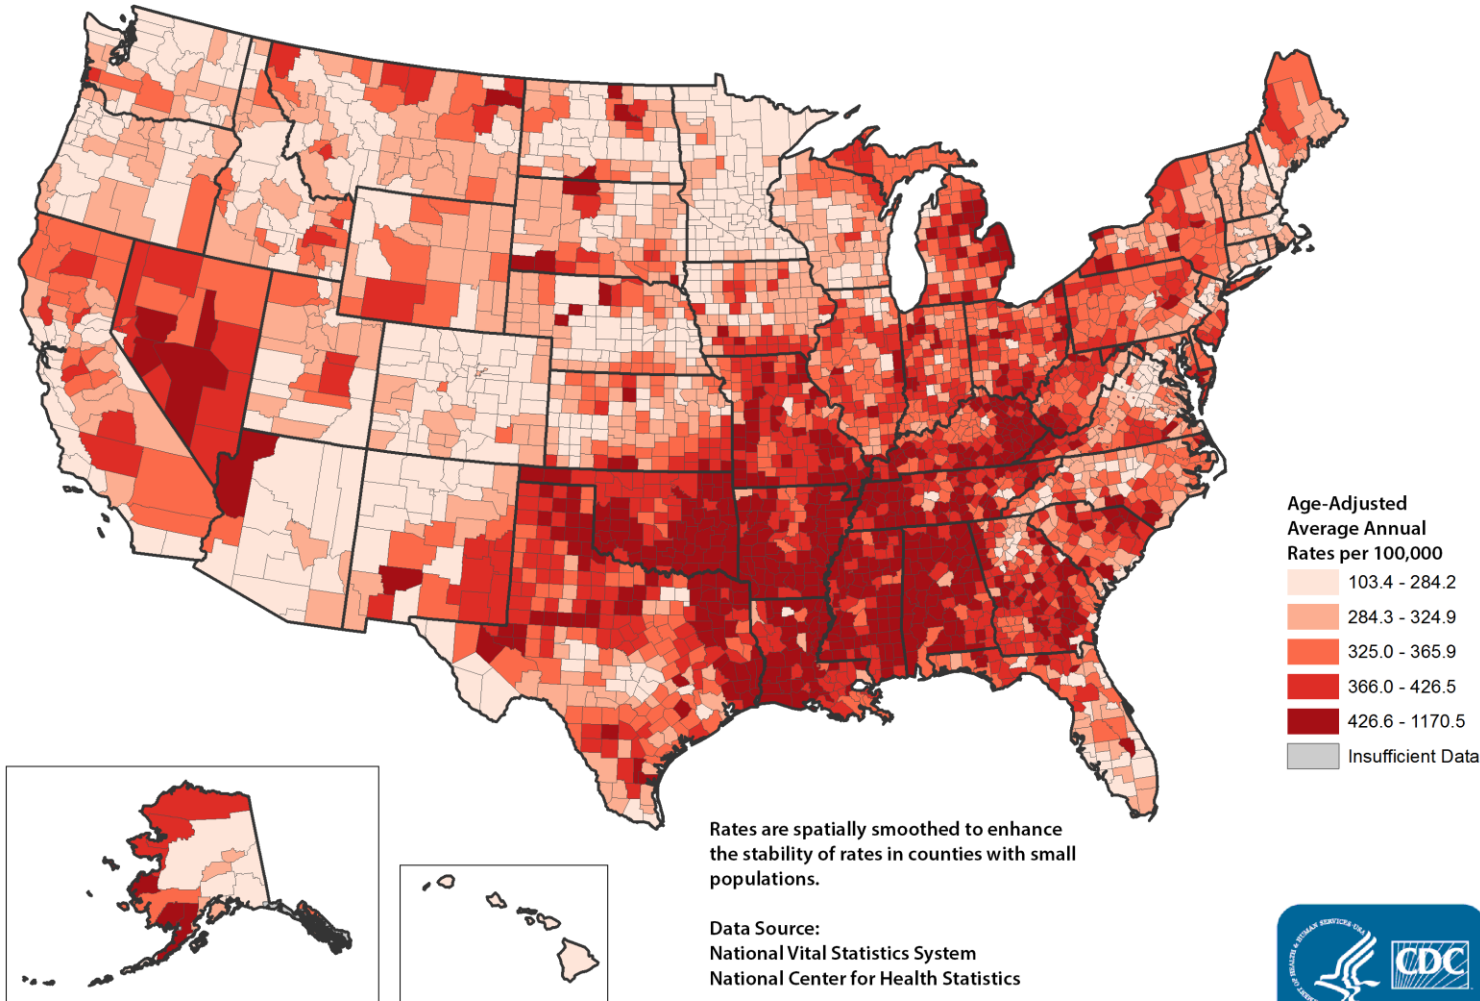 Age-Adjusted
Average Annual
Rates per 100,000
103.4 - 284.2
284.3 - 324.9
325.0 - 365.9
366.0 - 426.5
426.6 - 1170.5
Insufficient Data
Rates are spatially smoothed to enhance
the stability of rates in counties with small
populations.
Data Source:
National Vital Statistics System
National Center for Health Statistics
CDC